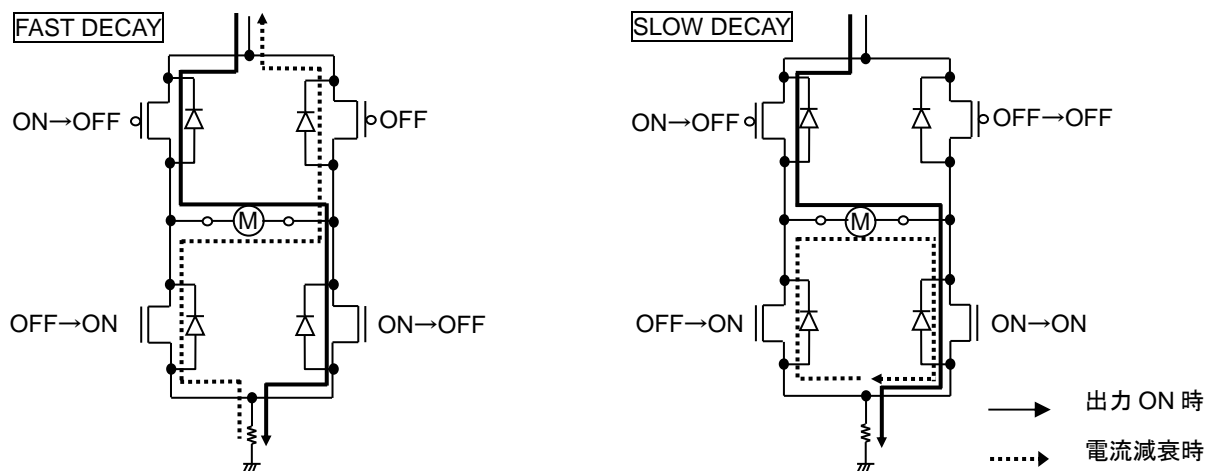 FAST DECAY
ON→OFF
OFF
M
OFF→ON
ON→OFF
SLOW DECAY
ON→OFF
OFF→OFF
M
OFF→ON
ON→ON
出力 ON 時
電流減衰時